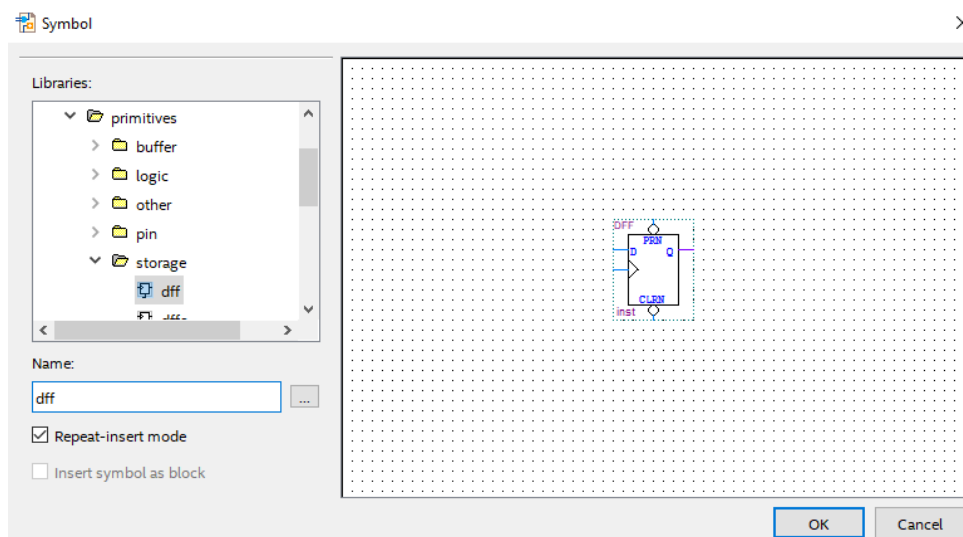 Symbol
Libraries:
primitives
buffer
logic
other
pin
storage
dff
dffe
Name:
dff
...
Repeat-insert mode
Insert symbol as block
DFF
PRN
D
Q
CLRN
inst
OK
Cancel